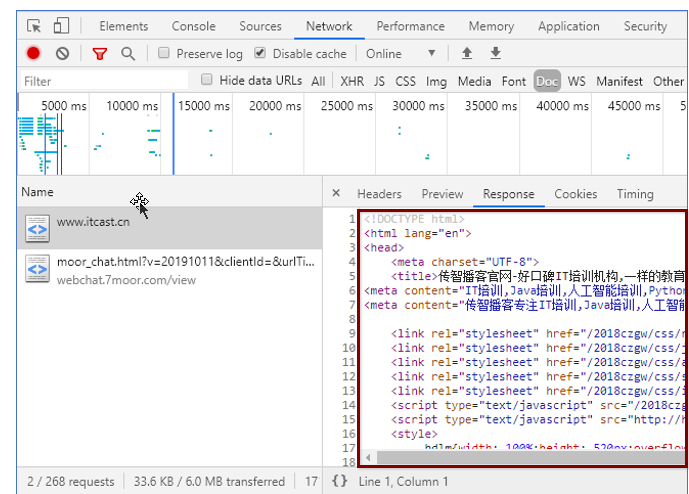 Elements Console Sources Network Performance Memory Application Security
Preserve log Disable cache Online
Filter Hide data URLs All XHR JS CSS Img Media Font Doc WS Manifest Other
5000 ms 10000 ms 15000 ms 20000 ms 25000 ms 30000 ms 35000 ms 40000 ms 45000 ms 5
Name × Headers Preview Response Cookies Timing
www.itcast.cn
moor_chat.html?v=20191011&clientId=&urlTi...
webchat.7moor.com/view
1 <!DOCTYPE html>
2 <html lang="en">
3 <head>
4 <meta charset="UTF-8">
5 <title>传智播客官网-好口碑IT培训机构,一样的教育
6 <meta content="IT培训,Java培训,人工智能培训,Pytho
7 <meta content="传智播客专注IT培训,Java培训,人工智
8
9 <link rel="stylesheet" href="/2018czgw/css/
10 <link rel="stylesheet" href="/2018czgw/css/j
11 <link rel="stylesheet" href="/2018czgw/css/
12 <link rel="stylesheet" href="/2018czgw/css/
13 <link rel="stylesheet" href="/2018czgw/css/
14 <script type="text/javascript" src="/2018czg
15 <script type="text/javascript" src="http://
16 <style>
17 hdlm{width: 100%;height: 520px;overflow
18
2 / 268 requests 33.6 KB / 6.0 MB transferred 17 {} Line 1, Column 1